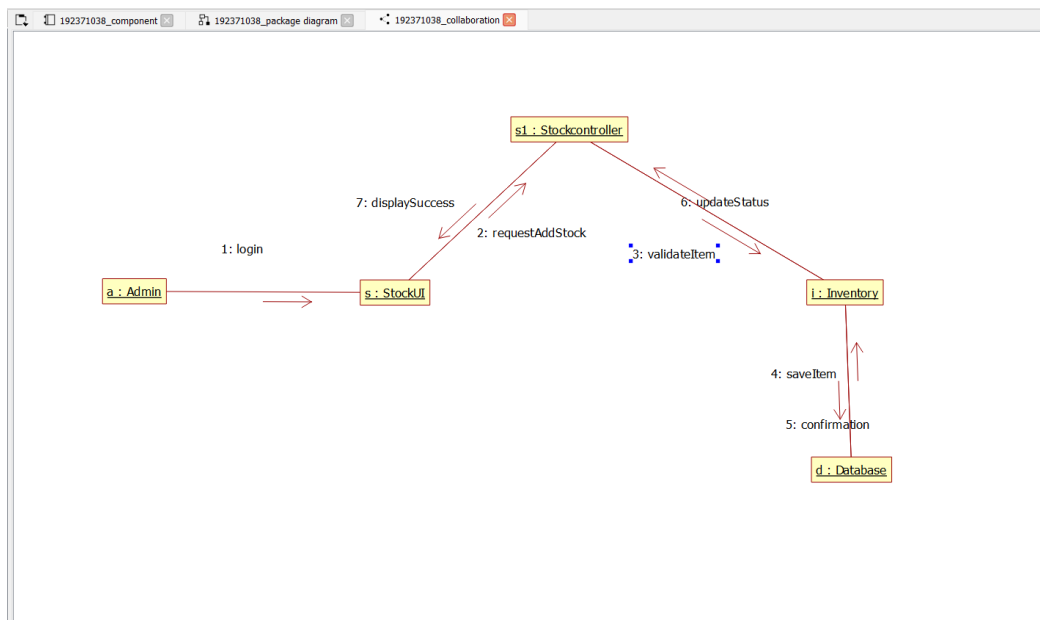 192371038_component
192371038_package diagram
192371038_collaboration
s1 : Stockcontroller
7: displaySuccess
6: updateStatus
2: requestAddStock
1: login
3: validateItem
a : Admin
s : StockUI
i : Inventory
4: saveItem
5: confirmation
d : Database